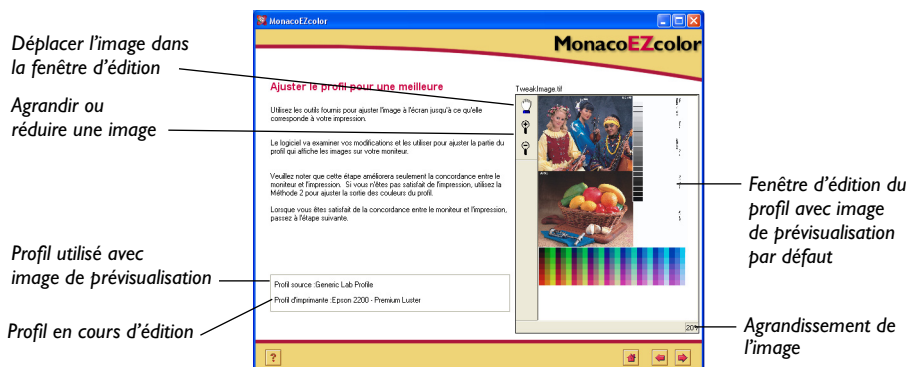 MonacoEZcolor
MonacoEZcolor
Déplacer l'image dans
la fenêtre d'édition
Agrandir ou
réduire une image
Profil utilisé avec
image de prévisualisation
Profil en cours d'édition
Ajuster le profil pour une meilleure
Utilisez les outils fournis pour ajuster l'image à l'écran jusqu'à ce qu'elle
corresponde à votre impression.
Le logiciel va examiner vos modifications et les utiliser pour ajuster la partie du
profil qui affiche les images sur votre moniteur.
Veuillez noter que cette étape améliorera seulement la concordance entre le
moniteur et l'impression. Si vous n'êtes pas satisfait de l'impression, utilisez la
Méthode 2 pour ajuster la sortie des couleurs du profil.
Lorsque vous êtes satisfait de la concordance entre le moniteur et l'impression,
passez à l'étape suivante.
Profil source :Generic Lab Profile
Profil d'imprimante :Epson 2200 - Premium Luster
TweakImage.tif
Fenêtre d'édition du
profil avec image
de prévisualisation
par défaut
Agrandissement de
l'image
?